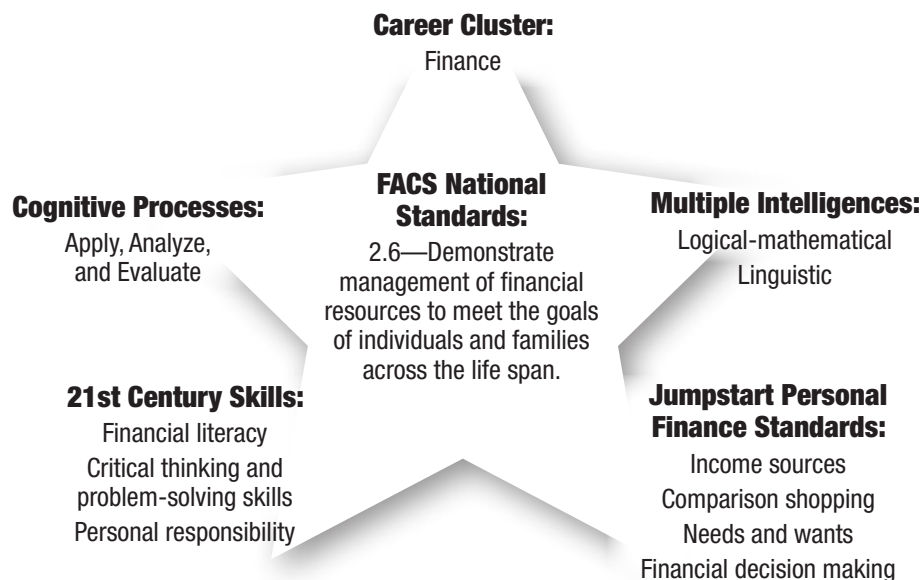 Career Cluster:
Finance
Cognitive Processes:
Apply, Analyze,
and Evaluate
FACS National
Standards:
2.6—Demonstrate
management of financial
resources to meet the goals
of individuals and families
across the life span.
Multiple Intelligences:
Logical-mathematical
Linguistic
21st Century Skills:
Financial literacy
Critical thinking and
problem-solving skills
Personal responsibility
Jumpstart Personal
Finance Standards:
Income sources
Comparison shopping
Needs and wants
Financial decision making